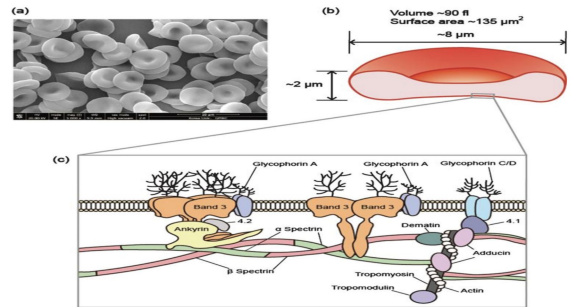 (a)
(b)
Volume ~90 fl
Surface area ~135 µm²
~8 µm
~2 µm
(c)
Glycophorin A
Glycophorin A
Glycophorin C/D
Band 3
Band 3
Band 3
4.2
Ankyrin
α Spectrin
Dematin
4.1
Adducin
β Spectrin
Tropomyosin
Actin
Tropomodulin